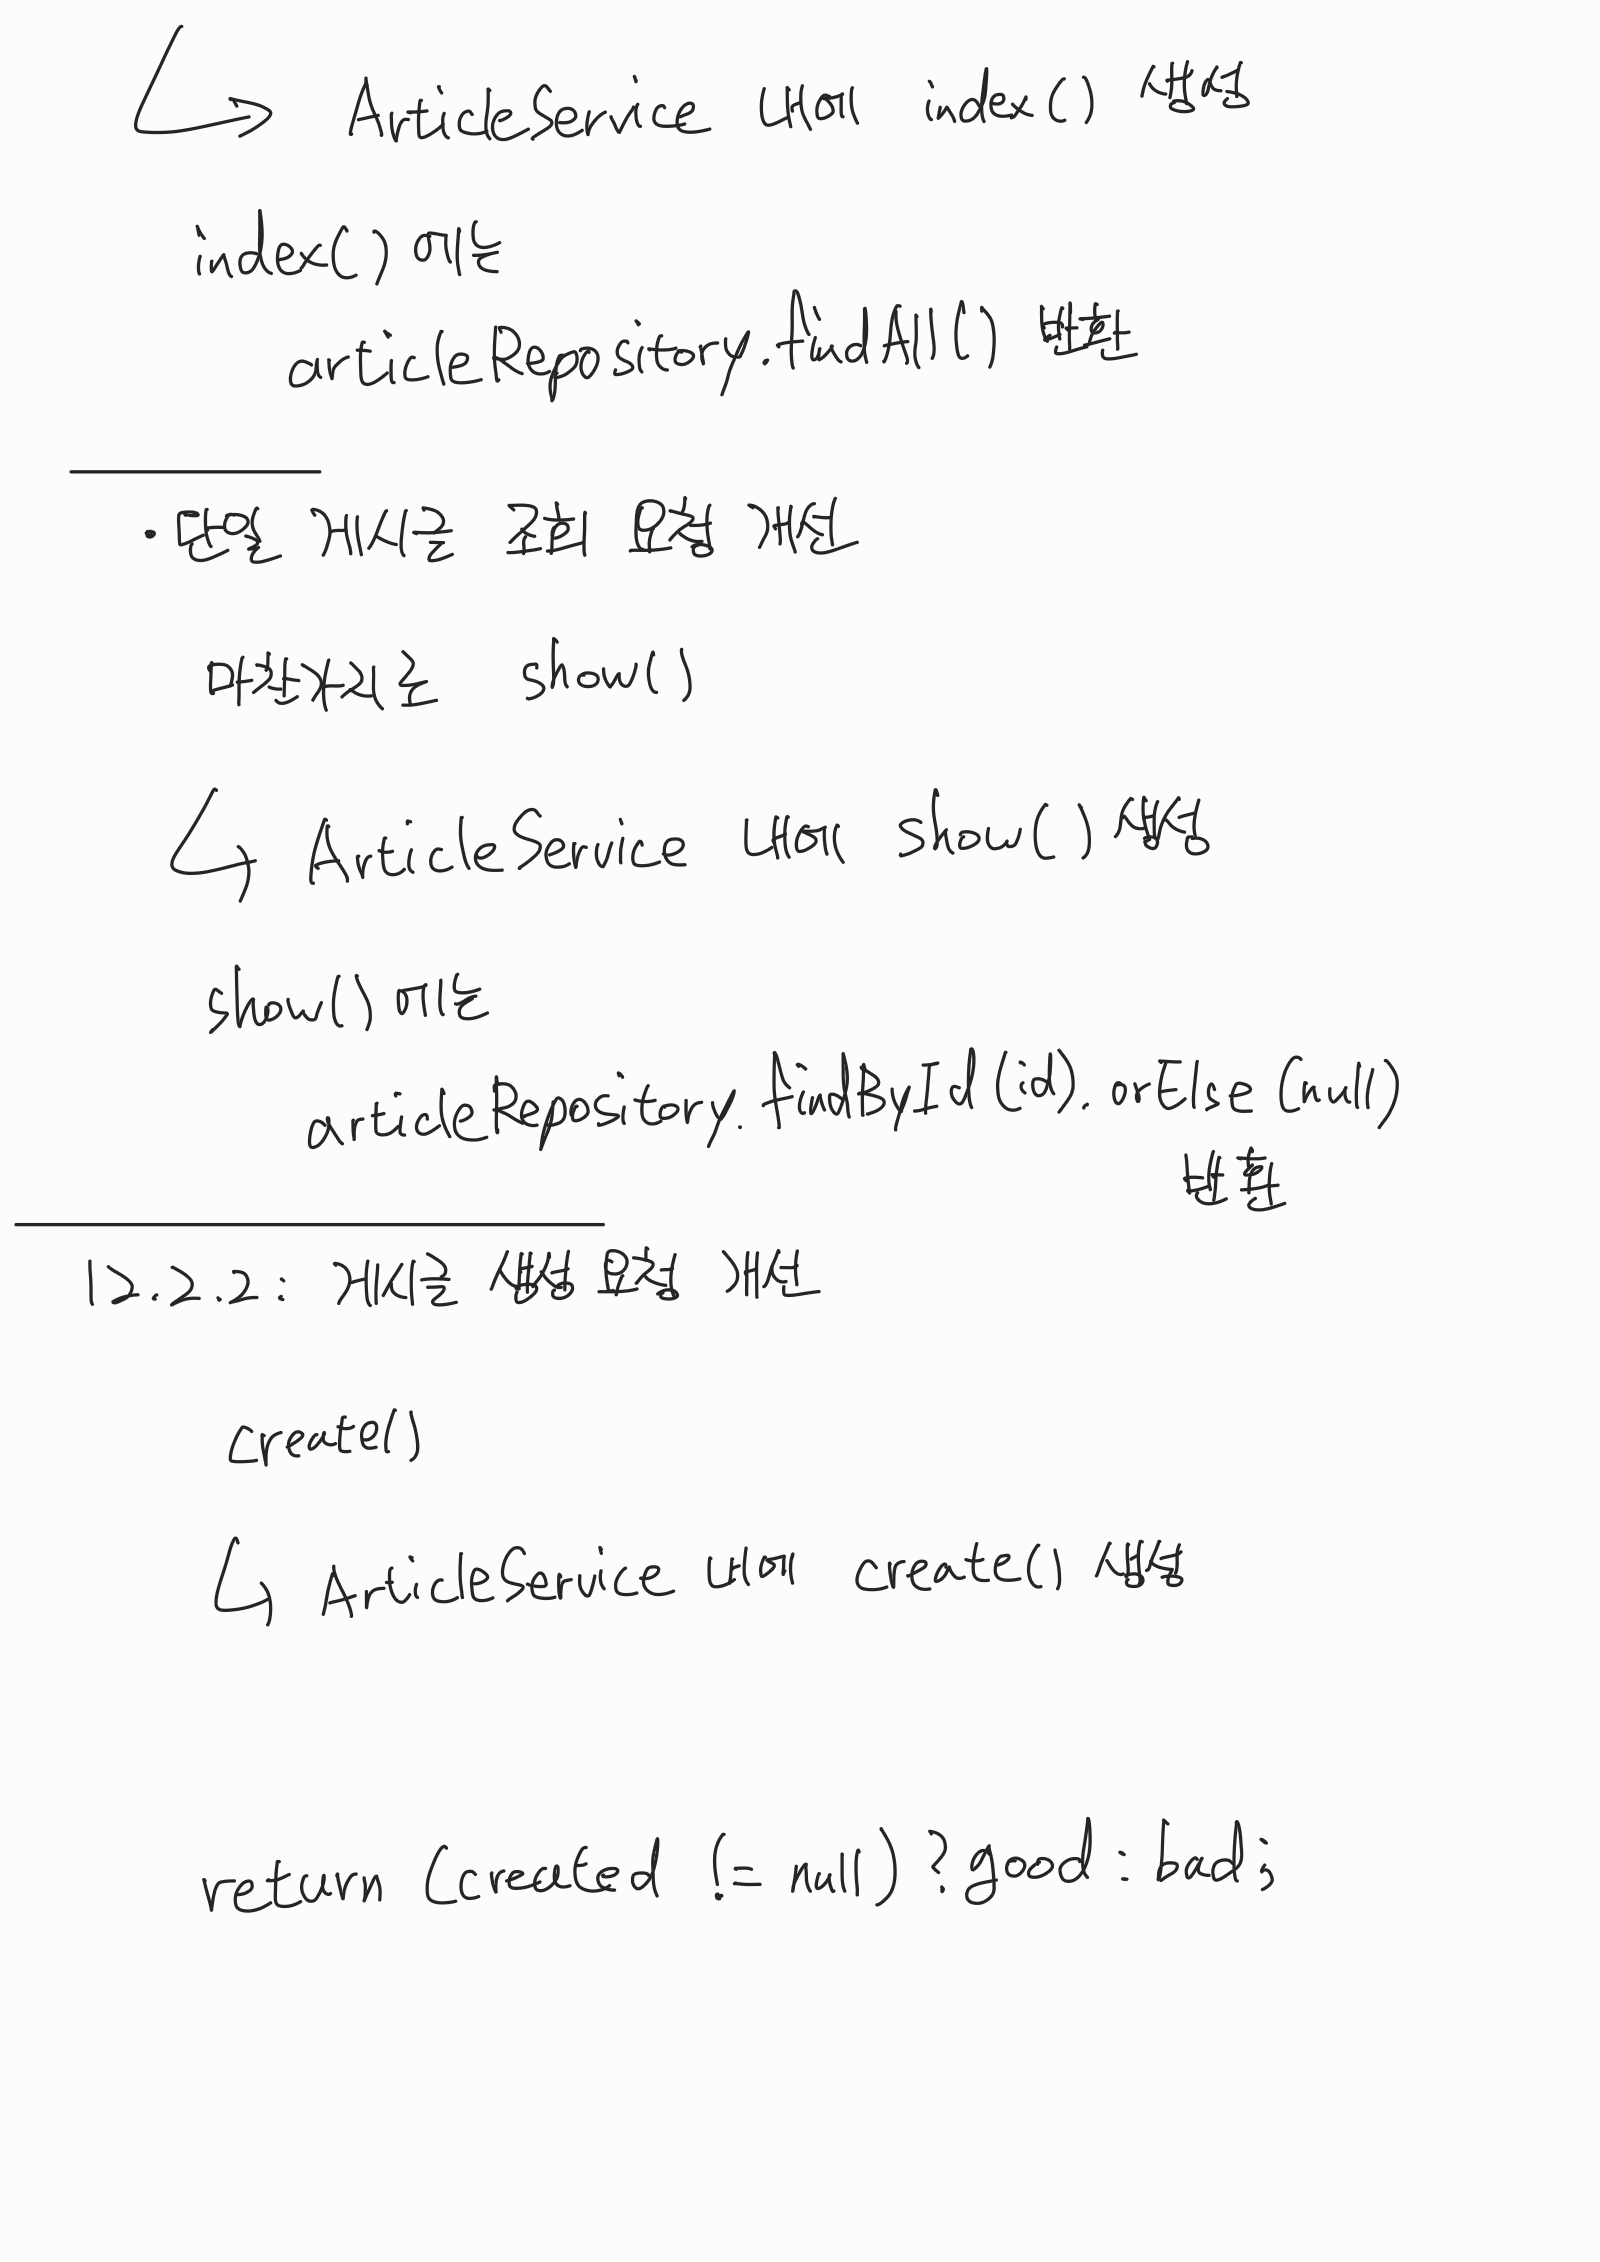 ArticleService 내에 index() 생성
index() 에는
articleRepository.findAll() 반환
· 단일 게시글 조회 요청 개선
마찬가지로 show()
ArticleService 내에 show() 생성
show() 에는
articleRepository.findById(id).orElse(null)
반환
12.2.2: 게시글 생성 요청 개선
create()
ArticleService 내에 create() 생성
return (created != null) ? good : bad;